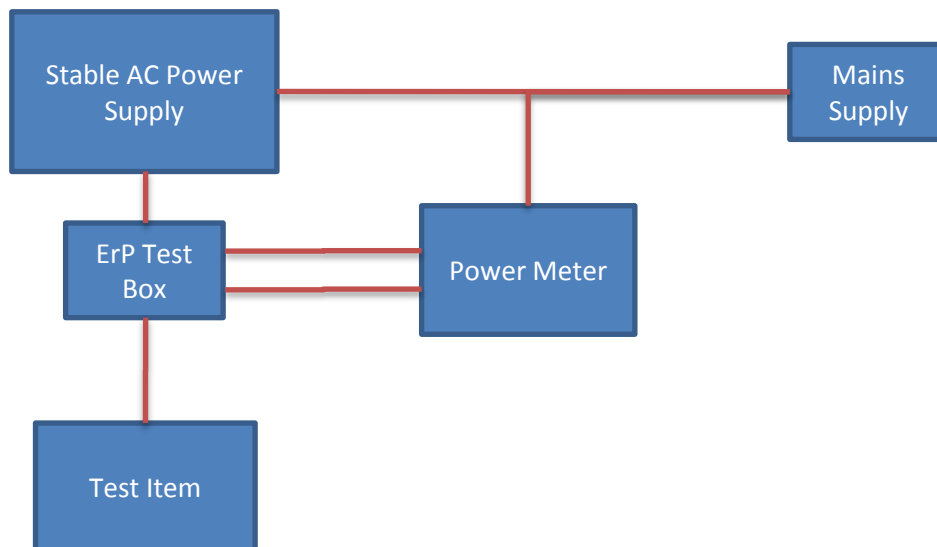 Stable AC Power
Supply
Mains
Supply
ErP Test
Box
Power Meter
Test Item